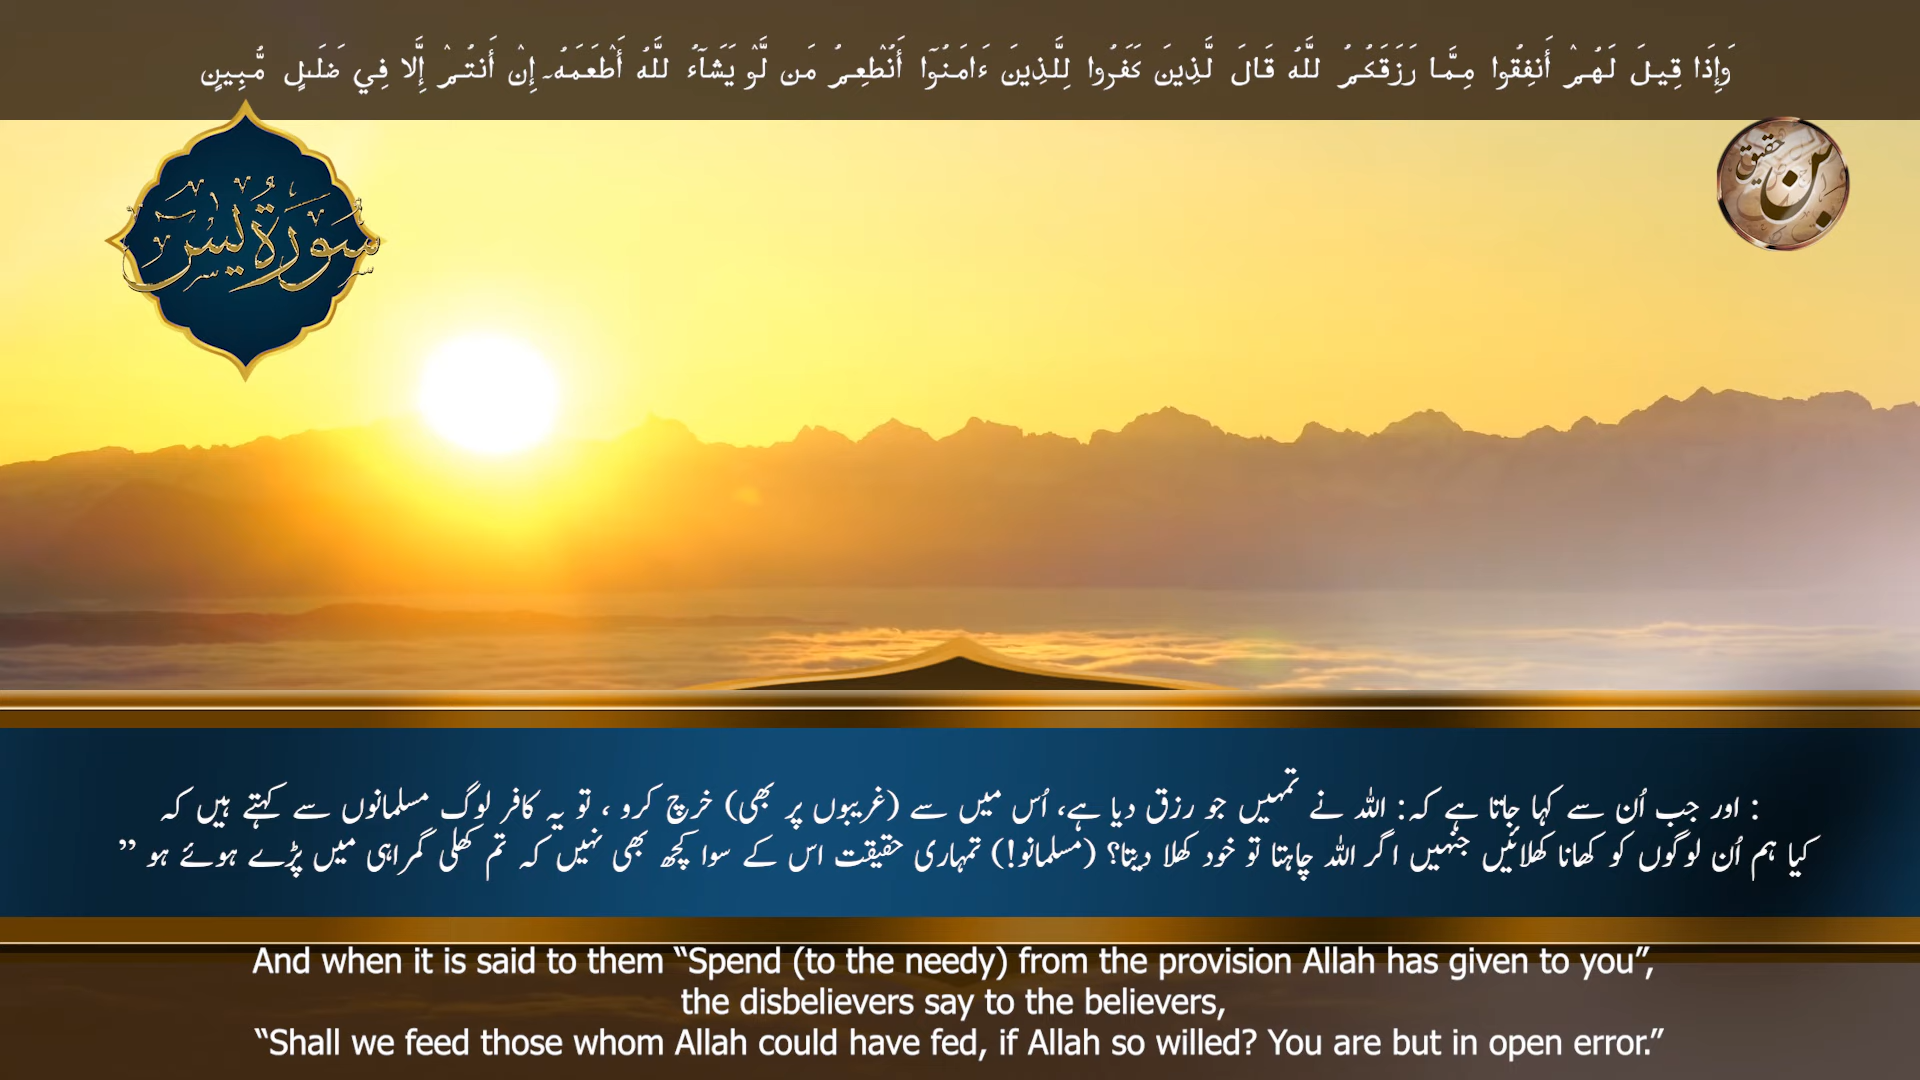 وَإِذَا قِيلَ لَهُمْ أَنفِقُوا مِمَّا رَزَقَكُمُ للَّهُ قَالَ لَّذِينَ كَفَرُوا لِلَّذِينَ ءَامَنُوٓا أَنُطْعِمُ مَن لَّوْ يَشَآءُ للَّهُ أَطْعَمَهُۥ إِنْ أَنتُمْ إِلَّا فِي ضَلَٰلٍ مُّبِينٍ
سُورَةُ يس
حقیق
: اور جب اُن سے کہا جاتا ہے کہ: اللہ نے تمہیں جو رزق دیا ہے، اُس میں سے (غریبوں پر بھی) خرچ کرو ، تو یہ کافر لوگ مسلمانوں سے کہتے ہیں کہ
کیا ہم اُن لوگوں کو کھانا کھلائیں جنہیں اگر اللہ چاہتا تو خود کھلا دیتا؟ (مسلمانو!) تمہاری حقیقت اس کے سوا کچھ بھی نہیں کہ تم کھلی گمراہی میں پڑے ہوئے ہو ”
And when it is said to them “Spend (to the needy) from the provision Allah has given to you”,
the disbelievers say to the believers,
“Shall we feed those whom Allah could have fed, if Allah so willed? You are but in open error.”